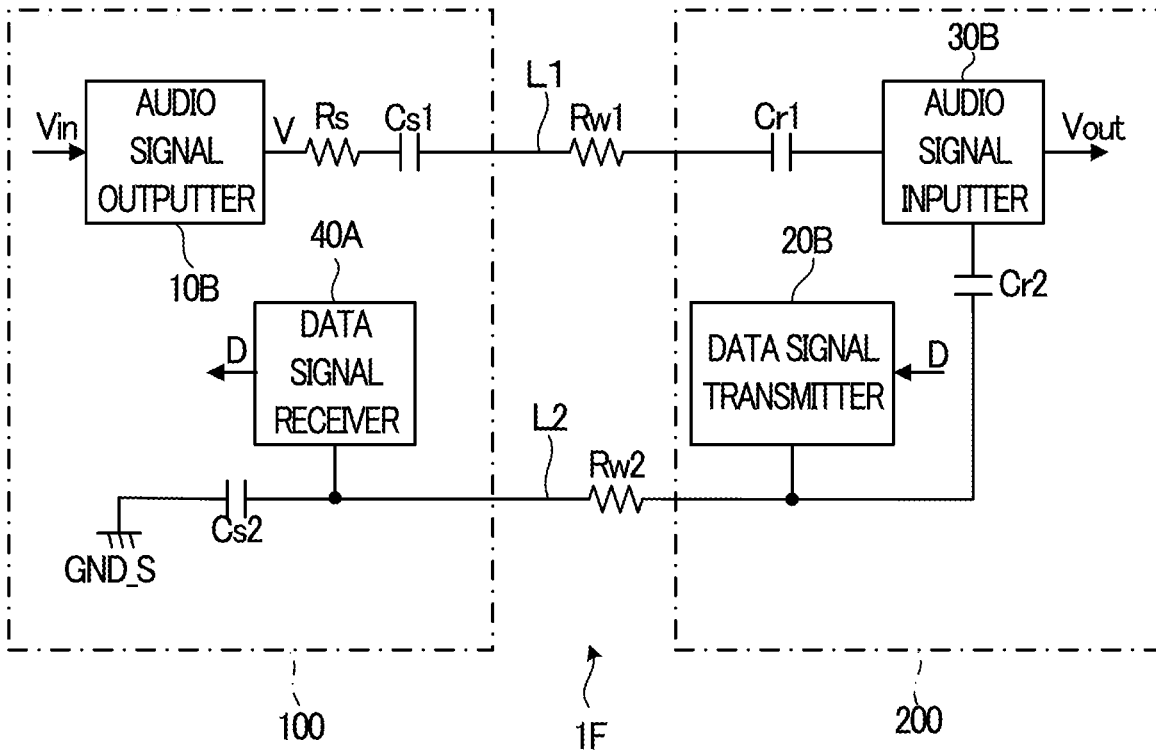 30B
L1
Vin
AUDIO
SIGNAL
OUTPUTTER
V
Rs
Cs1
Rw1
Cr1
AUDIO
SIGNAL
INPUTTER
Vout
10B
40A
20B
Cr2
D
DATA
SIGNAL
RECEIVER
DATA SIGNAL
TRANSMITTER
D
L2
Rw2
Cs2
GND_S
100
1F
200